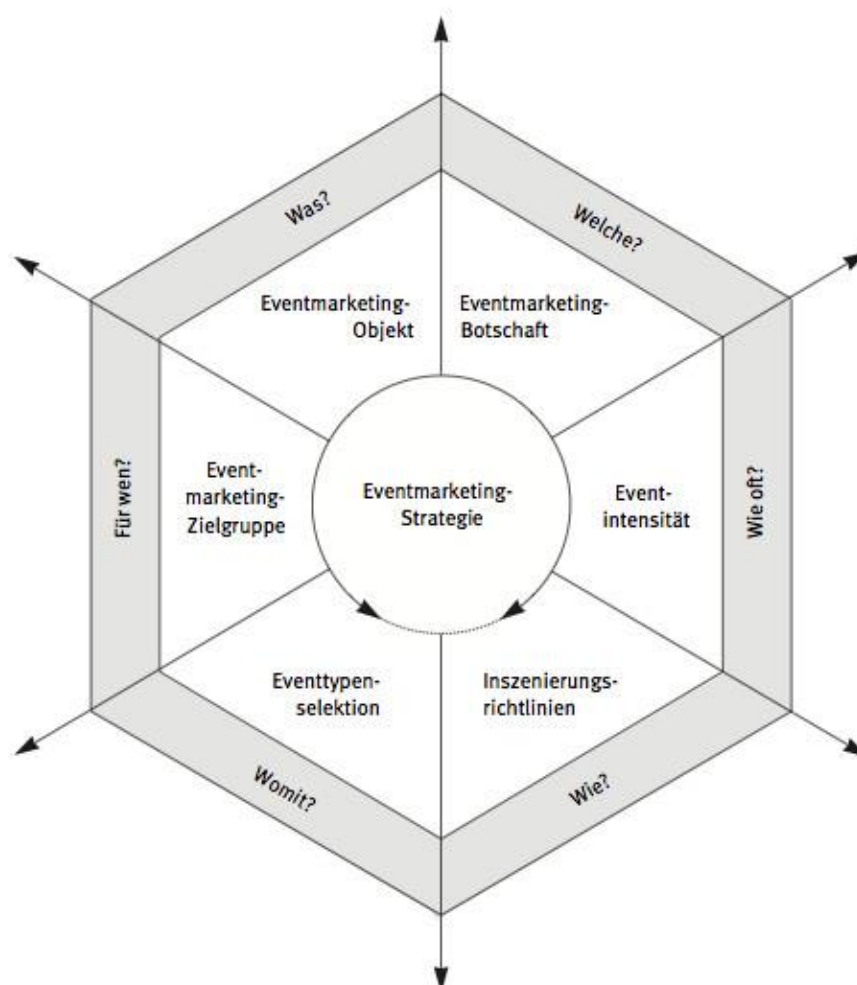 Was?
Welche?
Eventmarketing-
Objekt
Eventmarketing-
Botschaft
Für wen?
Event-
marketing-
Zielgruppe
Eventmarketing-
Strategie
Event-
intensität
Wie oft?
Eventtypen-
selektion
Inszenierungs-
richtlinien
Womit?
Wie?